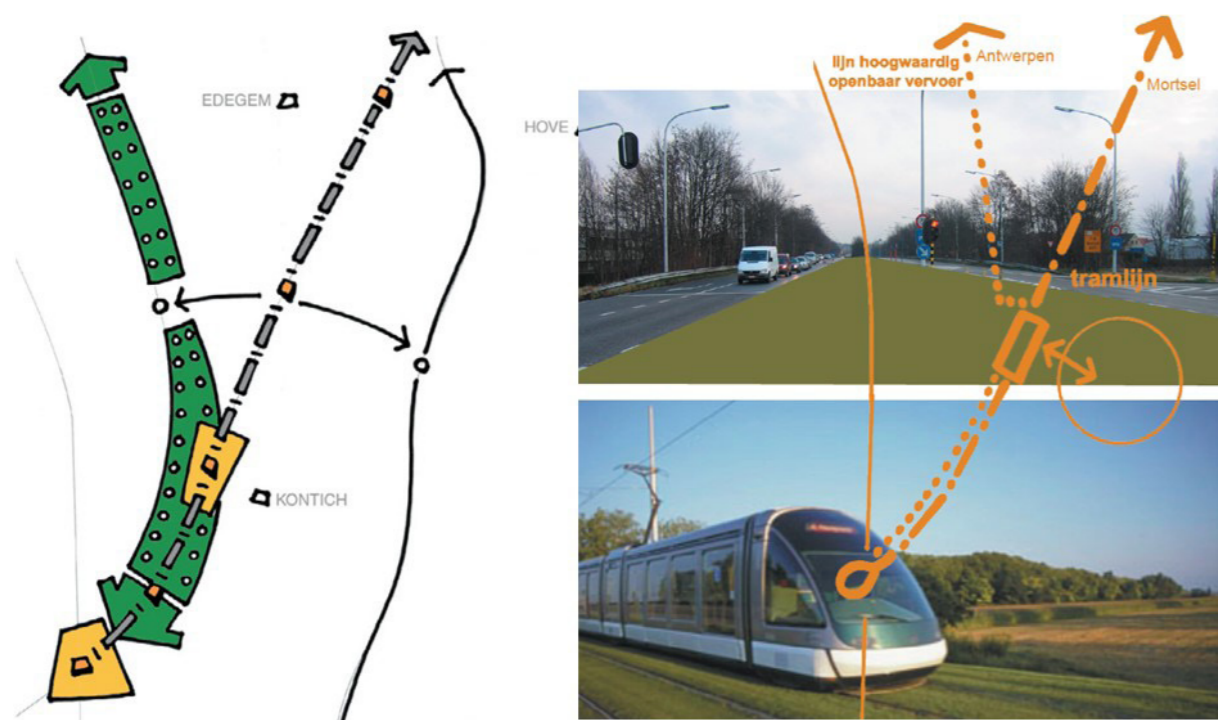 EDEGEM
HOVE
KONTICH
lijn hoogwaardig
openbaar vervoer
Antwerpen
Mortsel
tramlijn